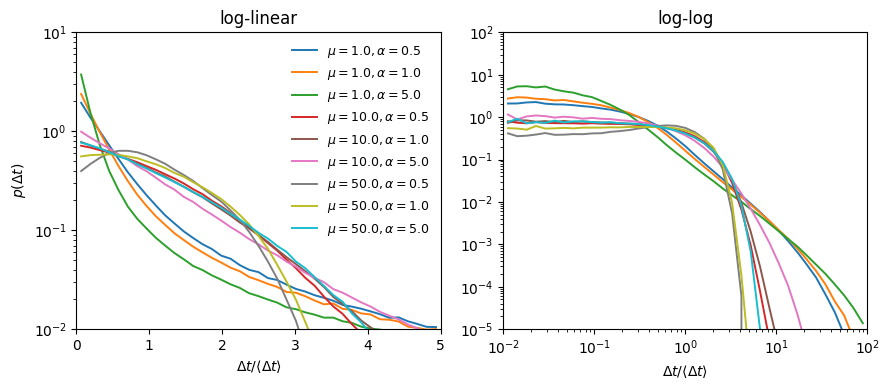 log-linear
10¹
10⁰
10⁻¹
10⁻²
p(Δt)
0 1 2 3 4 5
Δt/⟨Δt⟩
μ = 1.0, α = 0.5
μ = 1.0, α = 1.0
μ = 1.0, α = 5.0
μ = 10.0, α = 0.5
μ = 10.0, α = 1.0
μ = 10.0, α = 5.0
μ = 50.0, α = 0.5
μ = 50.0, α = 1.0
μ = 50.0, α = 5.0
log-log
10²
10¹
10⁰
10⁻¹
10⁻²
10⁻³
10⁻⁴
10⁻⁵
10⁻² 10⁻¹ 10⁰ 10¹ 10²
Δt/⟨Δt⟩